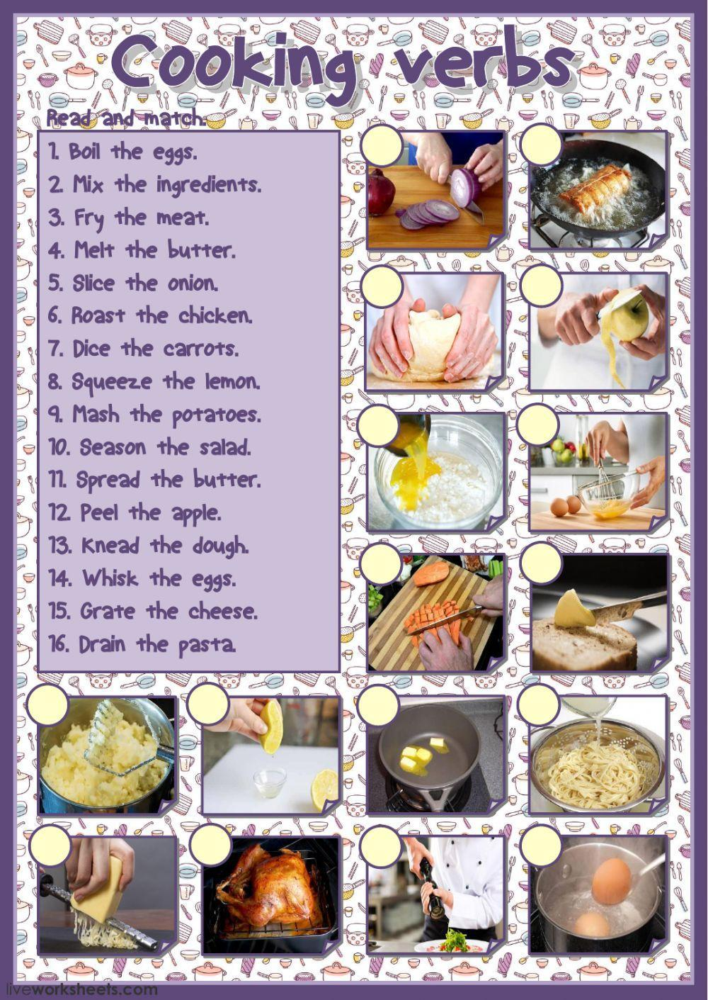 Cooking verbs
Read and match.
1. Boil the eggs.
2. Mix the ingredients.
3. Fry the meat.
4. Melt the butter.
5. Slice the onion.
6. Roast the chicken.
7. Dice the carrots.
8. Squeeze the lemon.
9. Mash the potatoes.
10. Season the salad.
11. Spread the butter.
12. Peel the apple.
13. Knead the dough.
14. Whisk the eggs.
15. Grate the cheese.
16. Drain the pasta.
liveworksheets.com